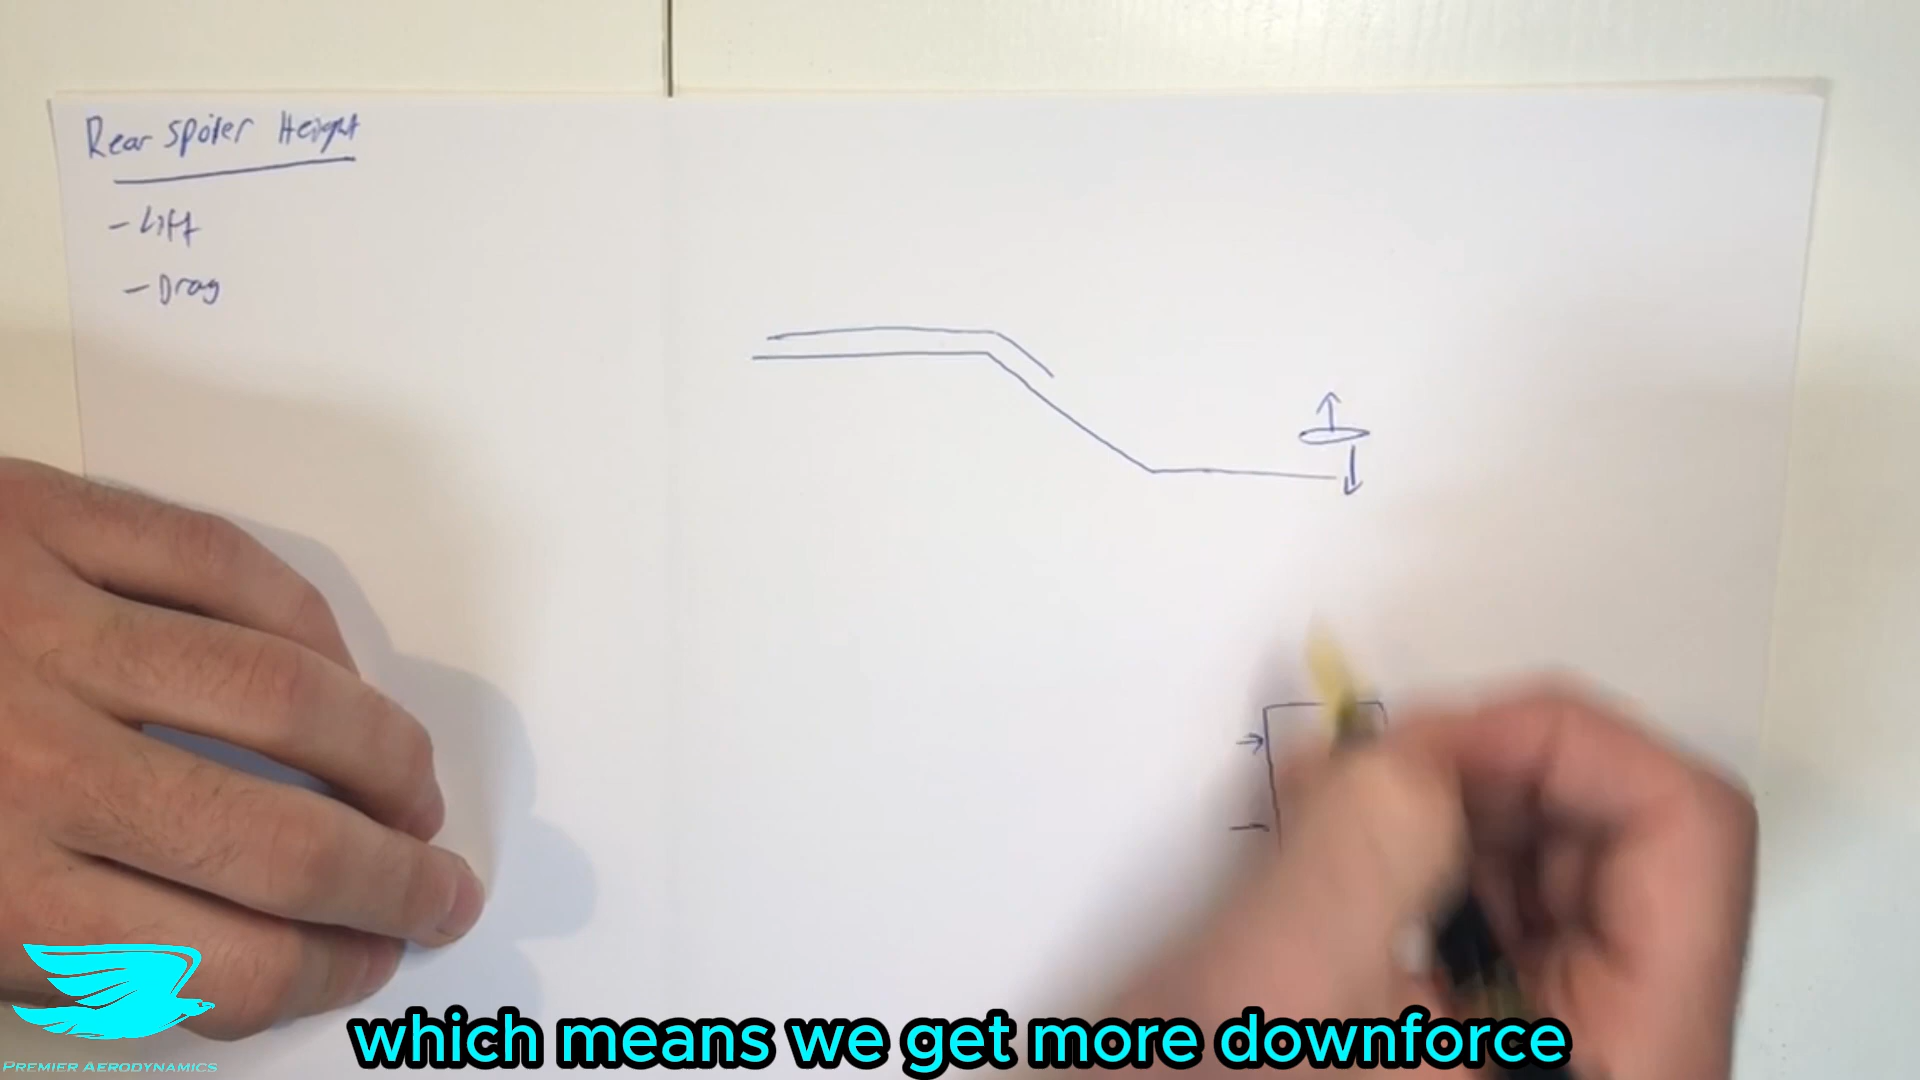 Rear Spoiler Height
- Lift
- Drag
PREMIER AERODYNAMICS
which means we get more downforce